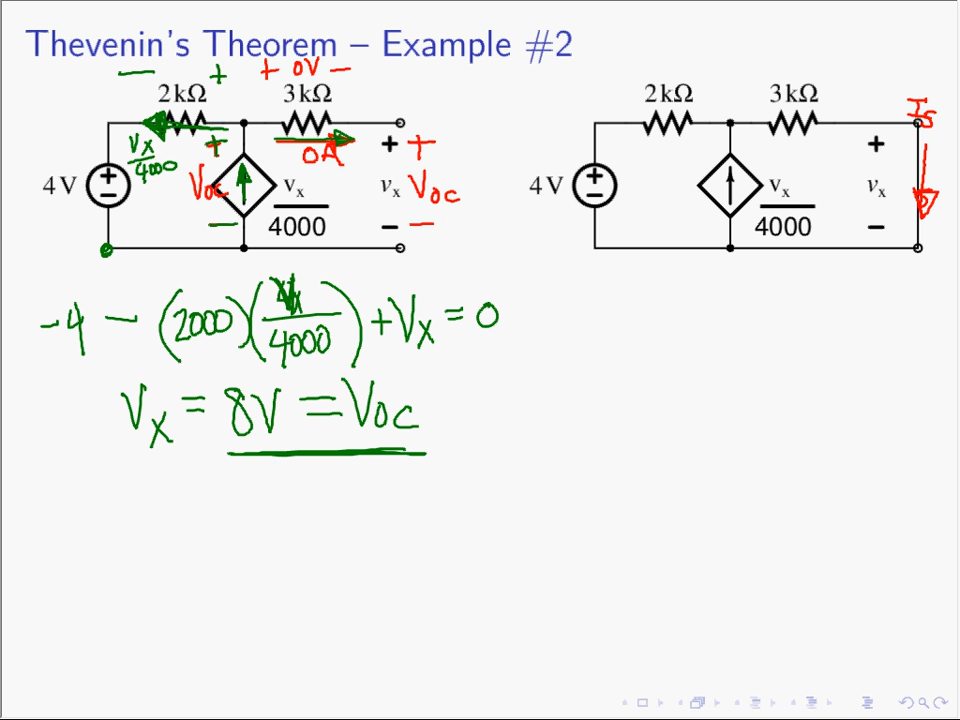 Thevenin's Theorem – Example #2
− + + 0V −
2kΩ 3kΩ 2kΩ 3kΩ Is
Vx/4000 + 0A + + +
4V + − Voc vx/4000 vx Voc 4V + − vx/4000 vx
− − − −
-4 - (2000)(Vx/4000) + Vx = 0
Vx = 8V = Voc